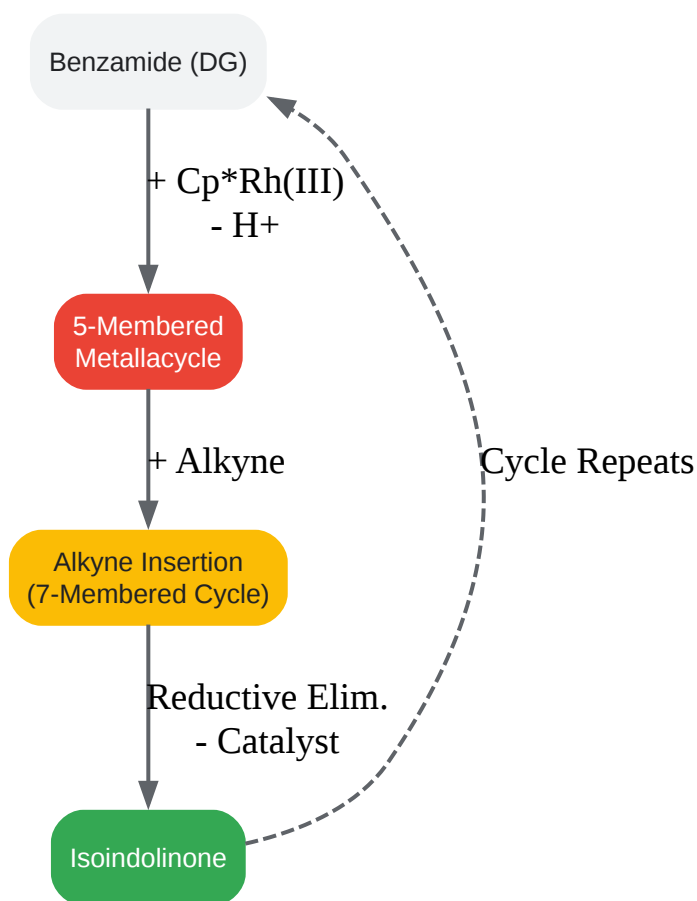 Benzamide (DG)
+ Cp*Rh(III)
- H+
5-Membered
Metallacycle
+ Alkyne
Cycle Repeats
Alkyne Insertion
(7-Membered Cycle)
Reductive Elim.
- Catalyst
Isoindolinone